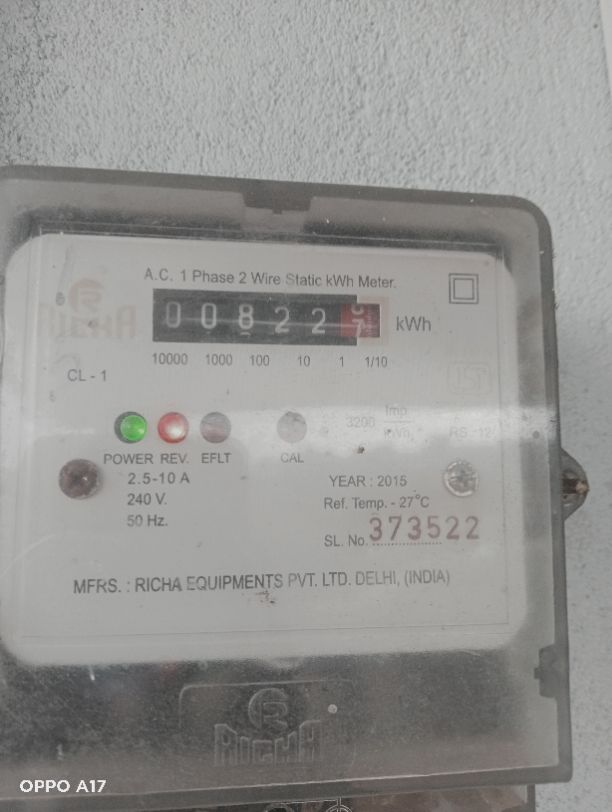 A.C. 1 Phase 2 Wire Static kWh Meter.
RICHA
0 0 8 2 2 7 kWh
10000 1000 100 10 1 1/10
CL - 1
3200 Imp
kWh
POWER REV. EFLT CAL
2.5-10 A
240 V.
50 Hz.
YEAR : 2015
Ref. Temp. - 27°C
SL. No. 373522
MFRS. : RICHA EQUIPMENTS PVT. LTD. DELHI, (INDIA)
R
RICHA
OPPO A17